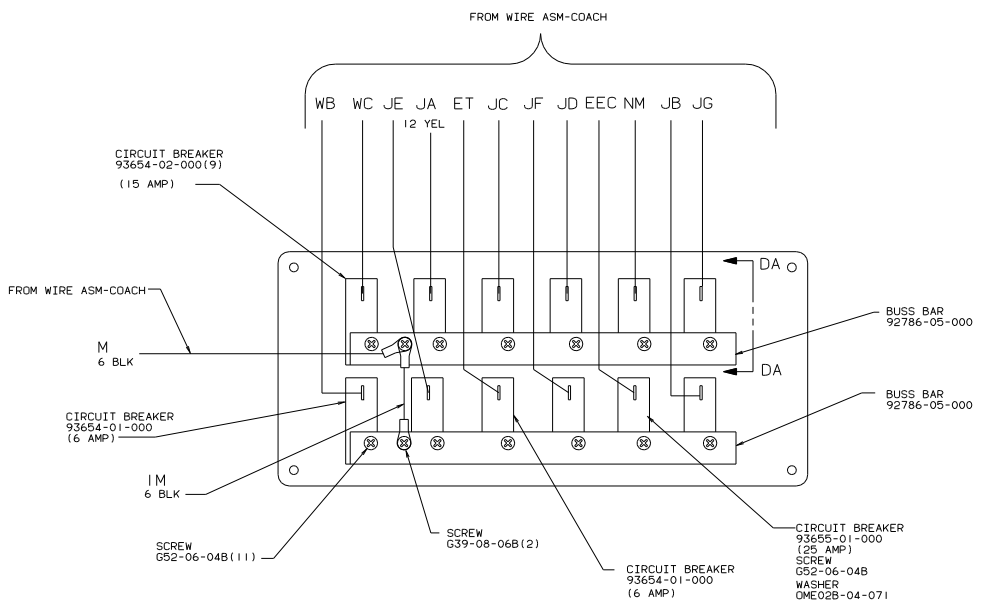 FROM WIRE ASM-COACH
WB WC JE JA ET JC JF JD EEC NM JB JG
12 YEL
CIRCUIT BREAKER
93654-02-000(9)
(15 AMP)
DA
FROM WIRE ASM-COACH
BUSS BAR
92786-05-000
M
6 BLK
DA
BUSS BAR
92786-05-000
CIRCUIT BREAKER
93654-01-000
(6 AMP)
1M
6 BLK
SCREW
G52-06-04B(11)
SCREW
G39-08-06B(2)
CIRCUIT BREAKER
93654-01-000
(6 AMP)
CIRCUIT BREAKER
93655-01-000
(25 AMP)
SCREW
G52-06-04B
WASHER
OME02B-04-071